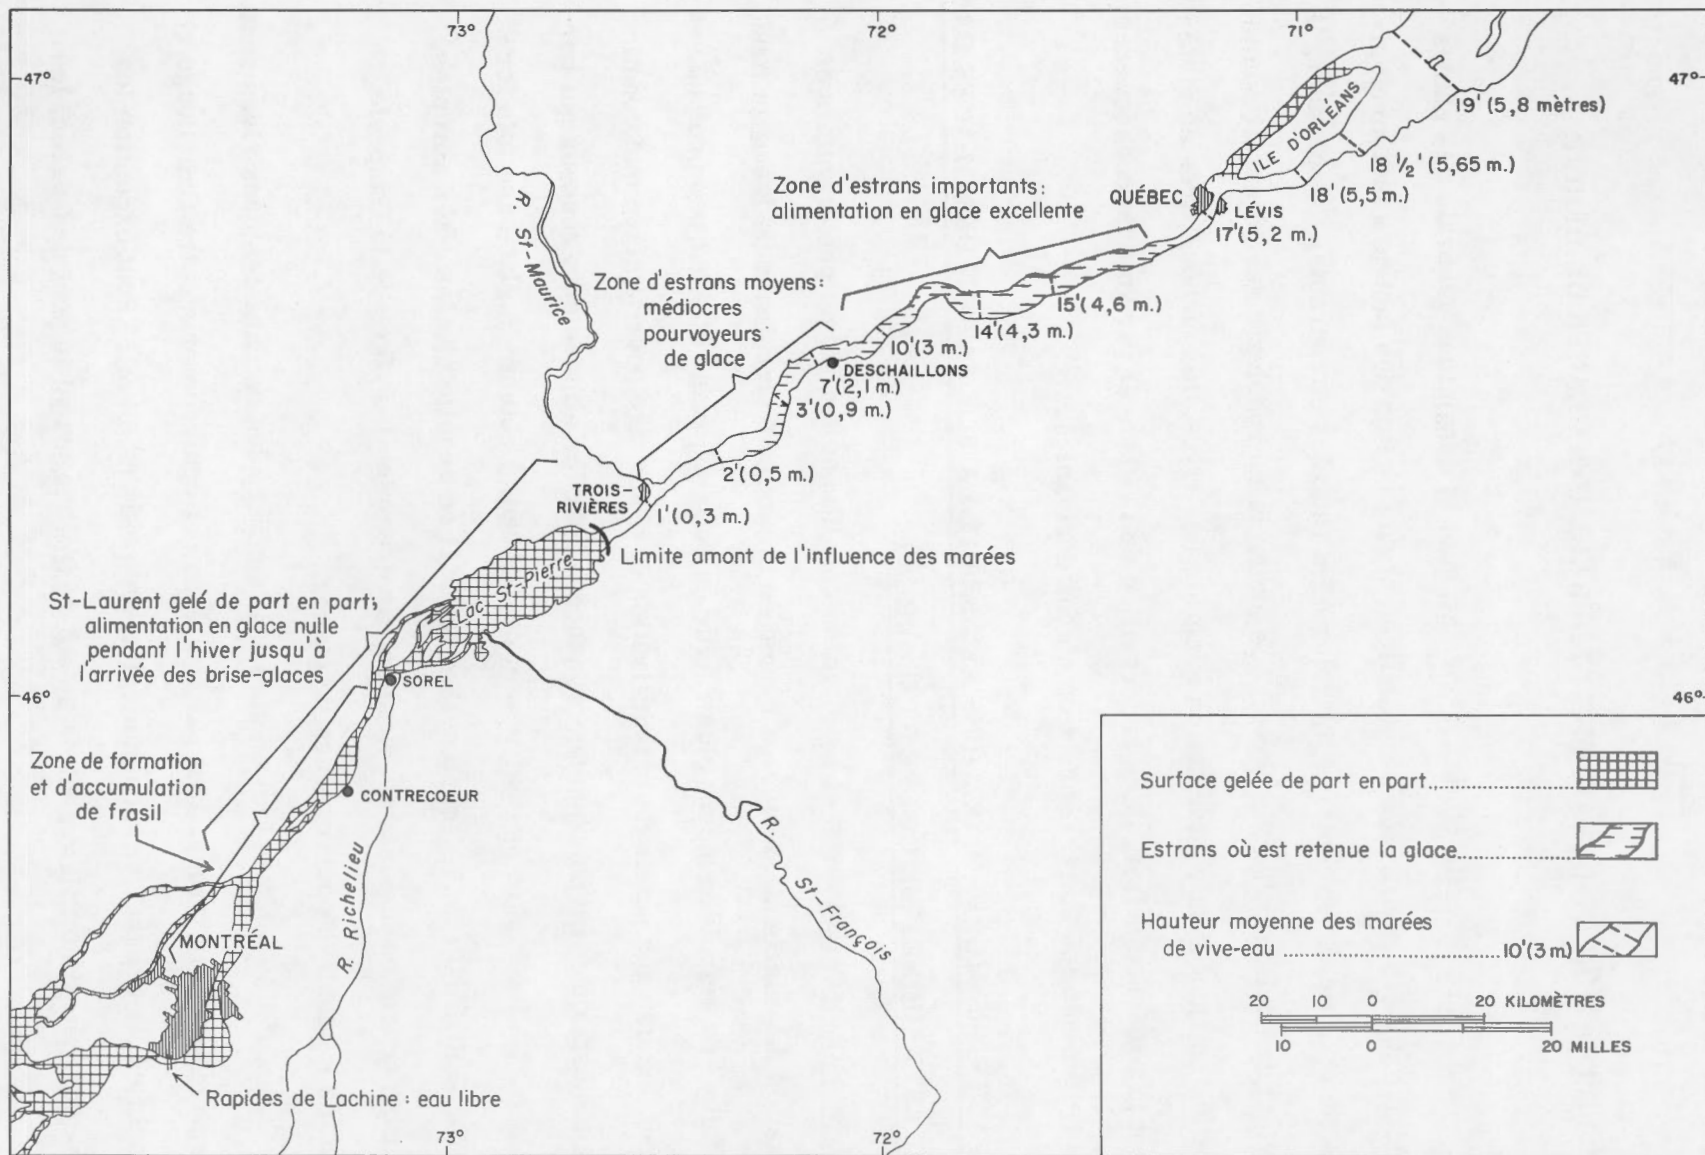 73°
72°
71°
47°
47°
19' (5,8 mètres)
ILE D'ORLÉANS
18 1/2' (5,65 m.)
18' (5,5 m.)
QUÉBEC
LÉVIS
17' (5,2 m.)
Zone d'estrans importants:
alimentation en glace excellente
R. St-Maurice
Zone d'estrans moyens:
médiocres
pourvoyeurs
de glace
15' (4,6 m.)
14' (4,3 m.)
10' (3 m.)
DESCHAILLONS
7' (2,1 m.)
3' (0,9 m.)
2' (0,5 m.)
TROIS-
RIVIÈRES
1' (0,3 m.)
Limite amont de l'influence des marées
Lac St-Pierre
St-Laurent gelé de part en part;
alimentation en glace nulle
pendant l'hiver jusqu'à
l'arrivée des brise-glaces
SOREL
46°
46°
Zone de formation
et d'accumulation
de frasil
CONTRECOEUR
R. Richelieu
R. St-François
MONTRÉAL
Rapides de Lachine : eau libre
73°
72°
Surface gelée de part en part
Estrans où est retenue la glace
Hauteur moyenne des marées
de vive-eau 10' (3 m)
20 10 0 20 KILOMÈTRES
10 0 20 MILLES